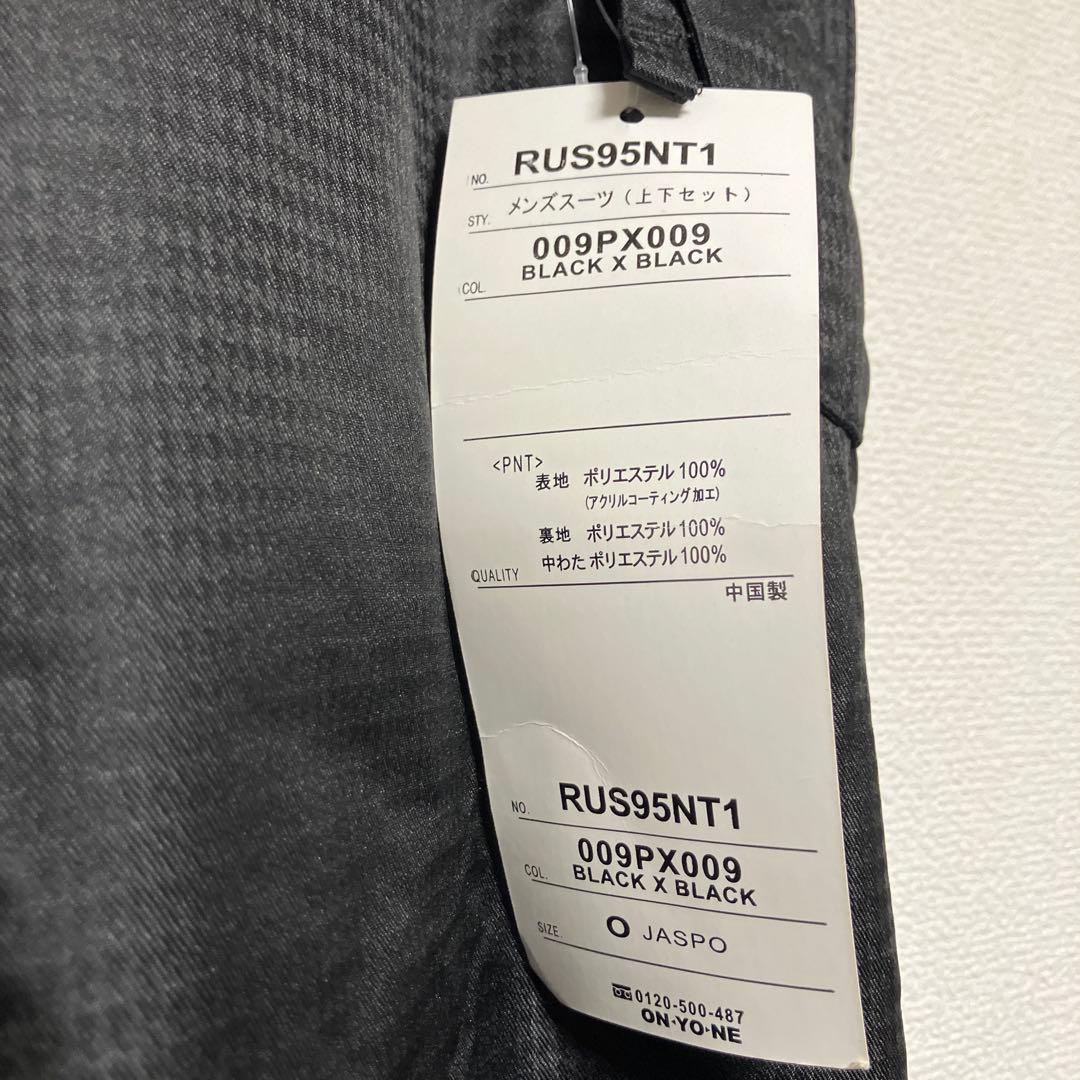 NO. RUS95NT1
STY. メンズスーツ（上下セット）
009PX009
COL. BLACK X BLACK
<PNT>
表地 ポリエステル100%
(アクリルコーティング加工)
裏地 ポリエステル100%
中わた ポリエステル100%
QUALITY
中国製
NO. RUS95NT1
009PX009
COL. BLACK X BLACK
SIZE. O JASPO
0120-500-487
ON・YO・NE